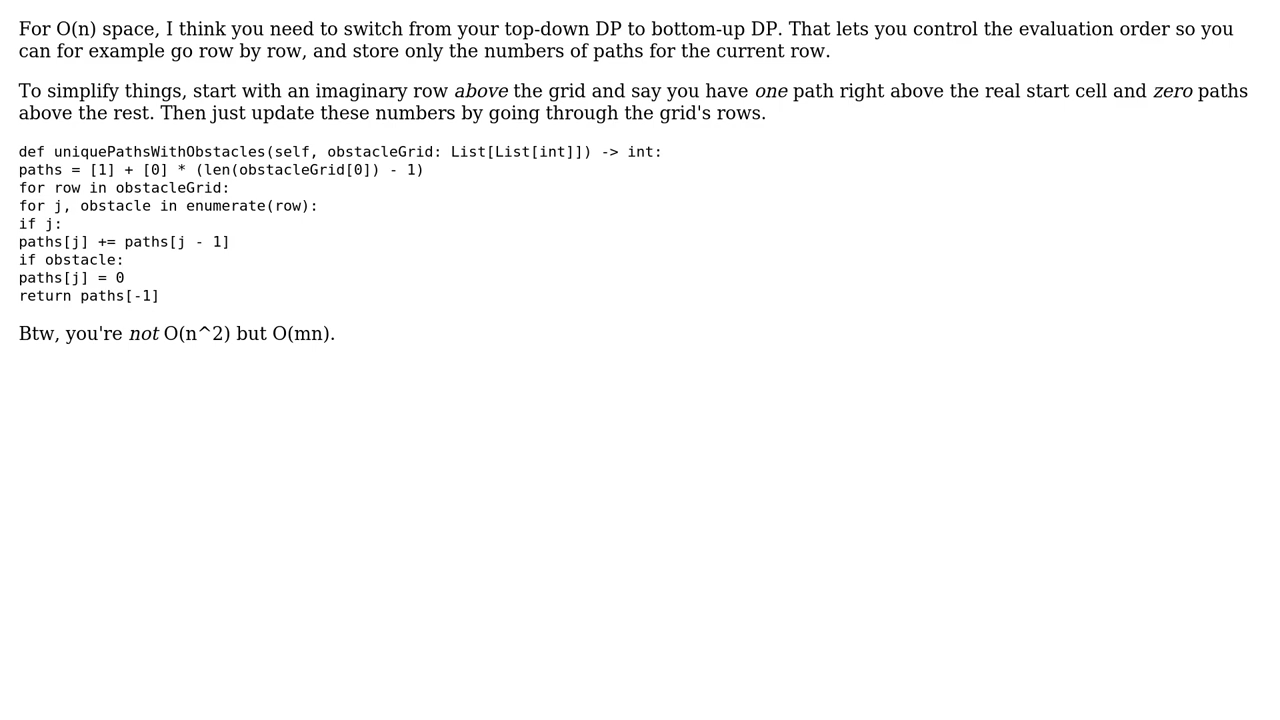 For O(n) space, I think you need to switch from your top-down DP to bottom-up DP. That lets you control the evaluation order so you
can for example go row by row, and store only the numbers of paths for the current row.
To simplify things, start with an imaginary row above the grid and say you have one path right above the real start cell and zero paths
above the rest. Then just update these numbers by going through the grid's rows.
def uniquePathsWithObstacles(self, obstacleGrid: List[List[int]]) -> int:
paths = [1] + [0] * (len(obstacleGrid[0]) - 1)
for row in obstacleGrid:
for j, obstacle in enumerate(row):
if j:
paths[j] += paths[j - 1]
if obstacle:
paths[j] = 0
return paths[-1]
Btw, you're not O(n^2) but O(mn).